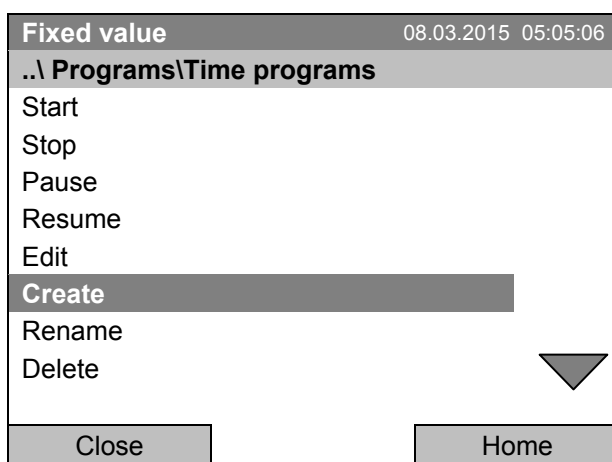 Fixed value 08.03.2015 05:05:06
..\ Programs\Time programs
Start
Stop
Pause
Resume
Edit
Create
Rename
Delete
Close Home